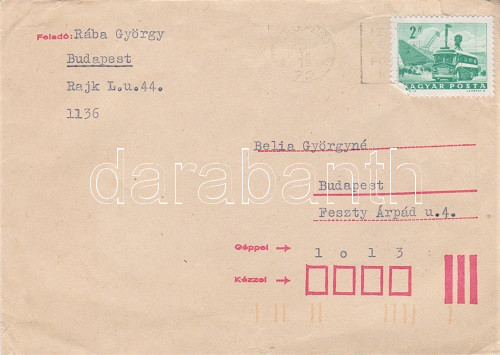 Feladó: Rába György
Budapest
Rajk L.u.44.
1136
2 Ft
MAGYAR POSTA
Belia Györgyné
Budapest
Feszty Árpád u.4.
Géppel → 1 o 1 3
Kézzel →
darabanth